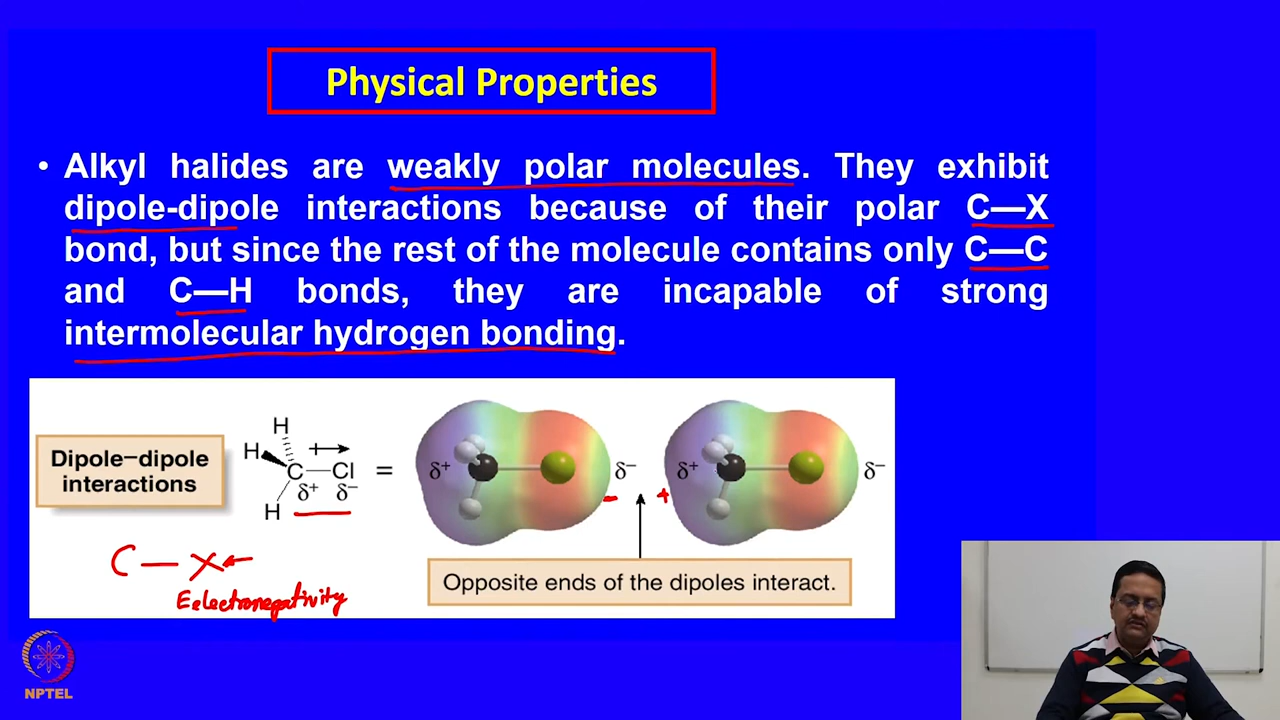 Physical Properties
• Alkyl halides are weakly polar molecules. They exhibit
dipole-dipole interactions because of their polar C—X
bond, but since the rest of the molecule contains only C—C
and C—H bonds, they are incapable of strong
intermolecular hydrogen bonding.
Dipole–dipole
interactions
H
H
C—Cl
δ+ δ−
H
=
δ+
δ−
δ+
δ−
-
+
C — X
Eelectronegativity
Opposite ends of the dipoles interact.
NPTEL